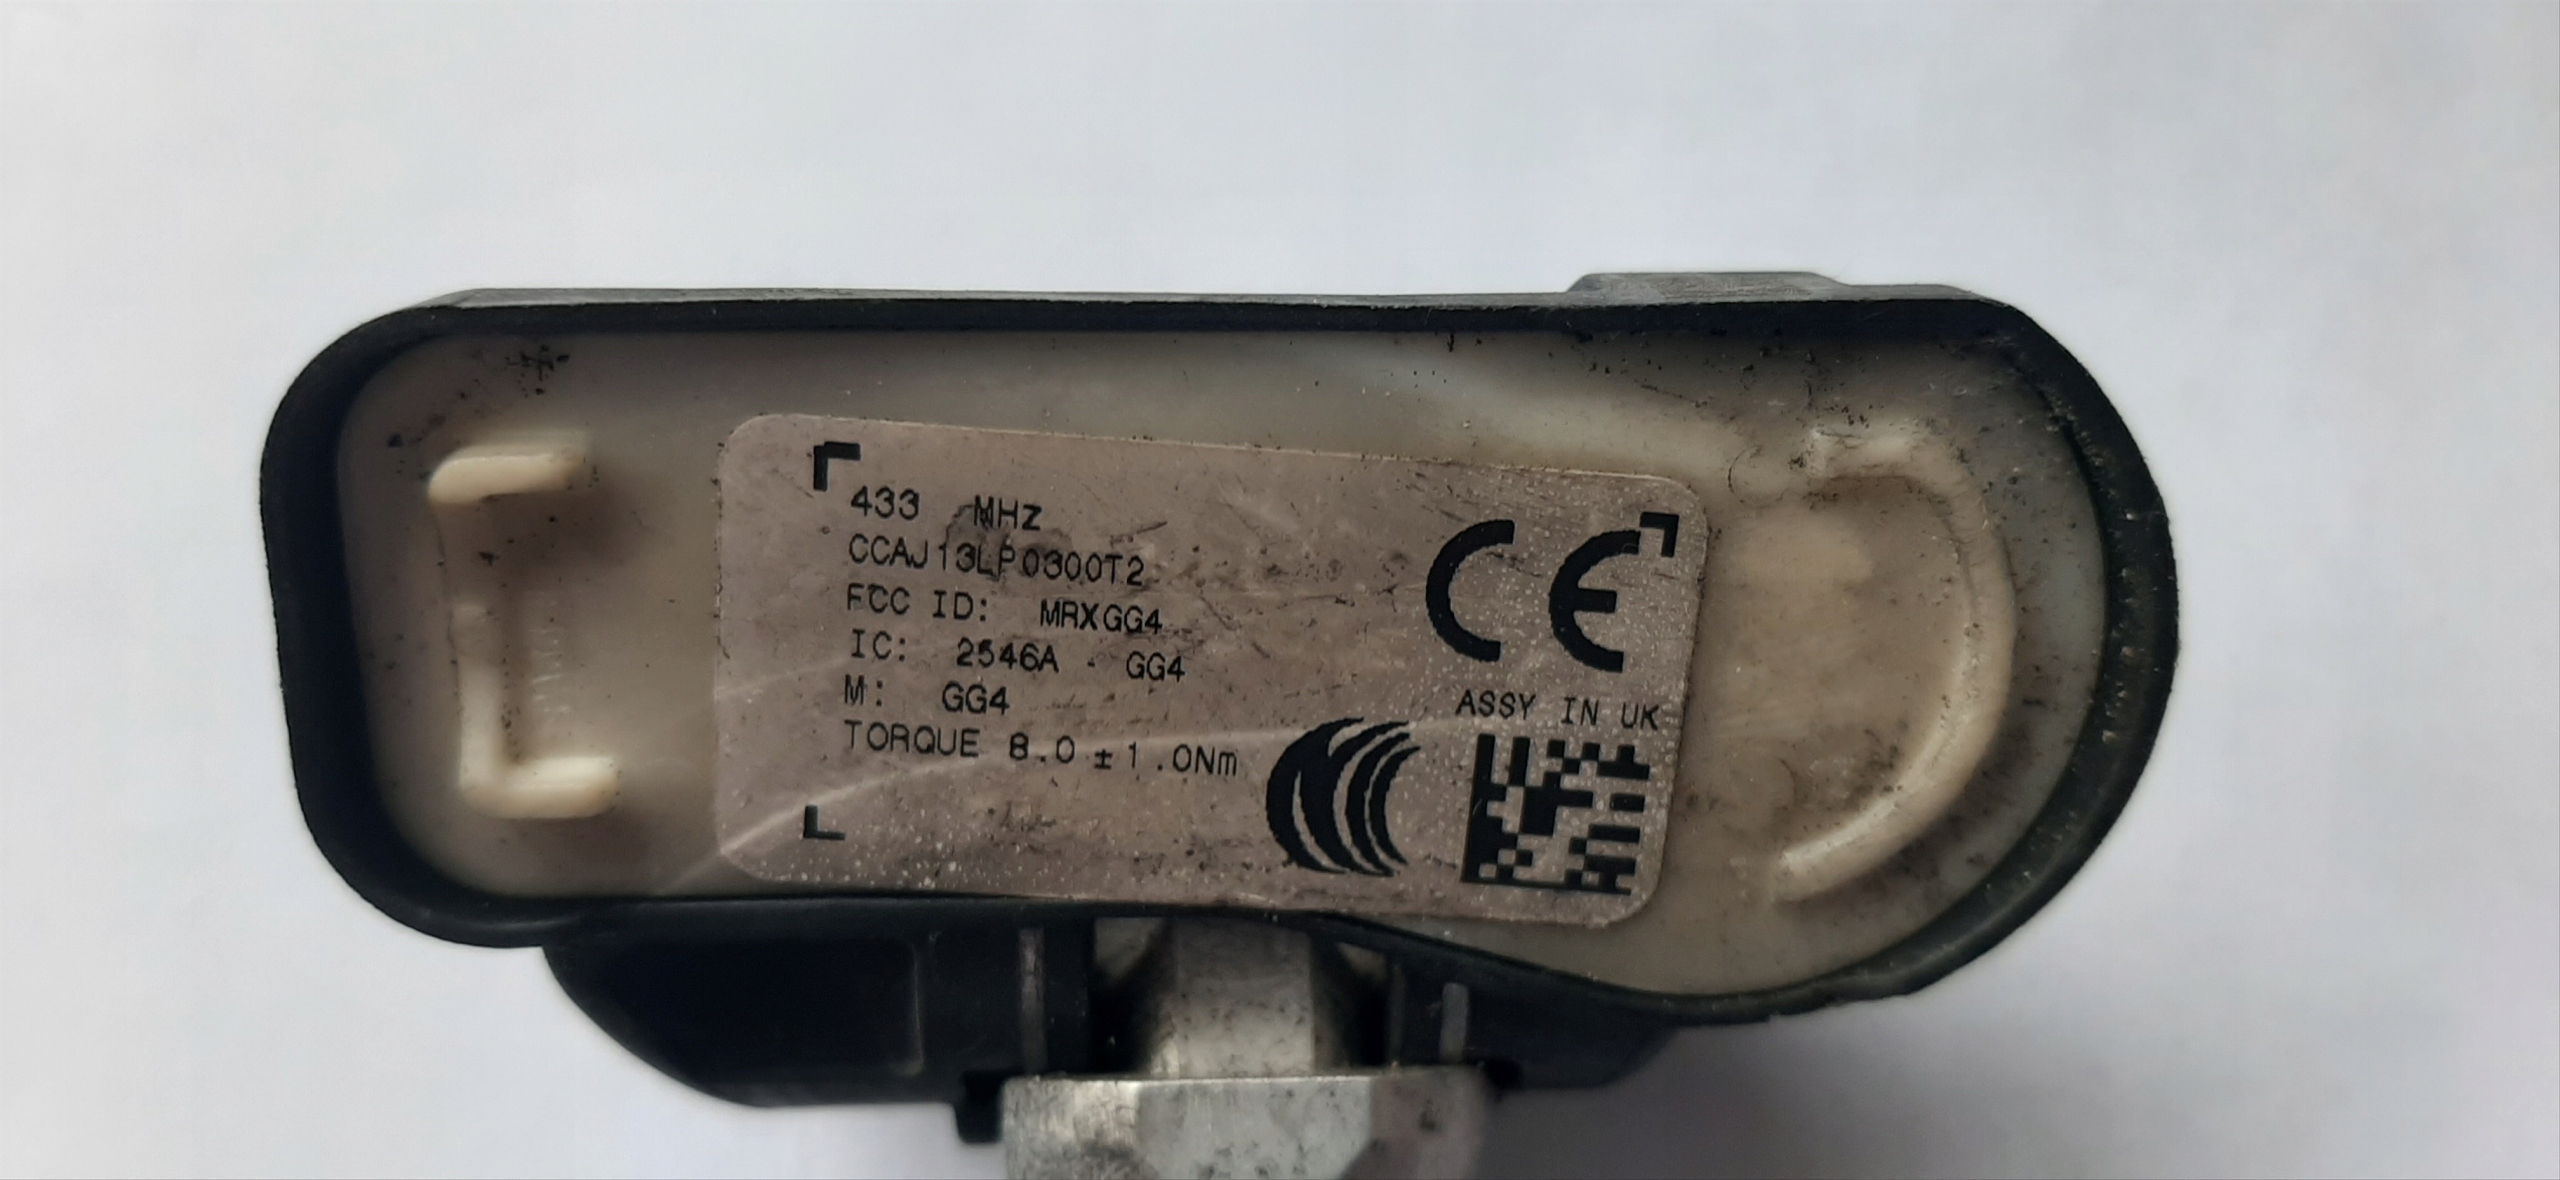 433 MHz
CCAJ13LP0300T2
FCC ID: MRXGG4
IC: 2546A - GG4
M: GG4
TORQUE 8.0 ±1.0Nm
CE
ASSY IN UK